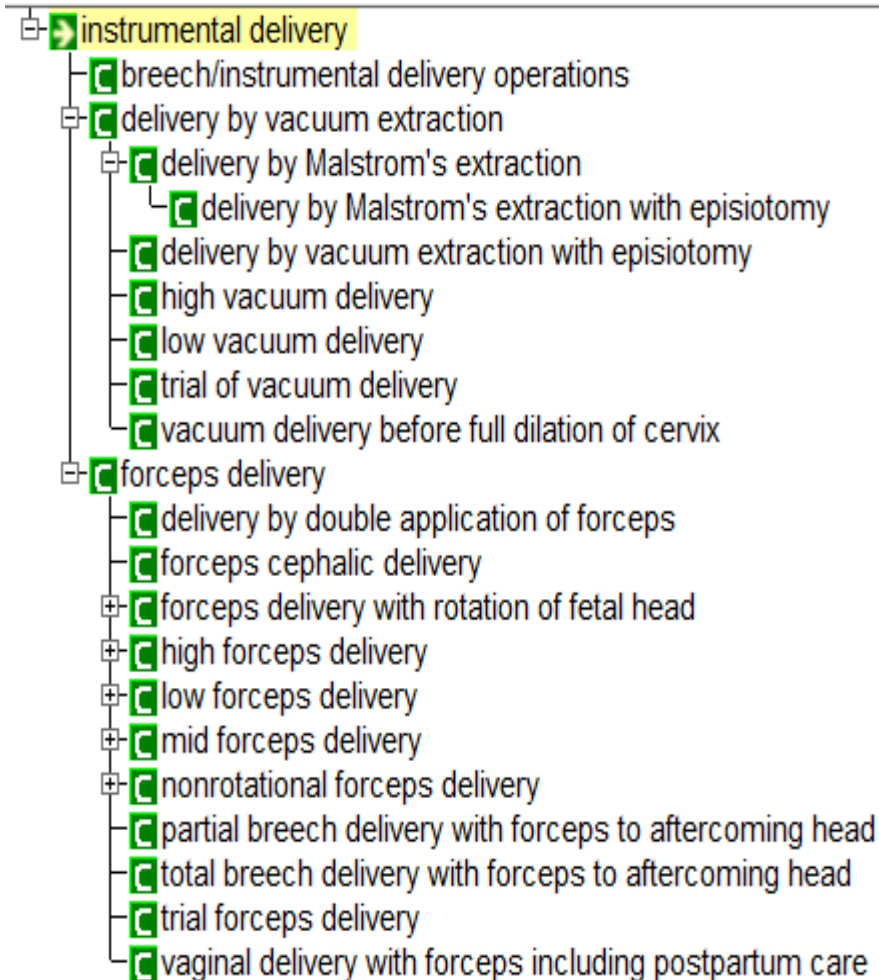 instrumental delivery
breech/instrumental delivery operations
delivery by vacuum extraction
delivery by Malstrom's extraction
delivery by Malstrom's extraction with episiotomy
delivery by vacuum extraction with episiotomy
high vacuum delivery
low vacuum delivery
trial of vacuum delivery
vacuum delivery before full dilation of cervix
forceps delivery
delivery by double application of forceps
forceps cephalic delivery
forceps delivery with rotation of fetal head
high forceps delivery
low forceps delivery
mid forceps delivery
nonrotational forceps delivery
partial breech delivery with forceps to aftercoming head
total breech delivery with forceps to aftercoming head
trial forceps delivery
vaginal delivery with forceps including postpartum care